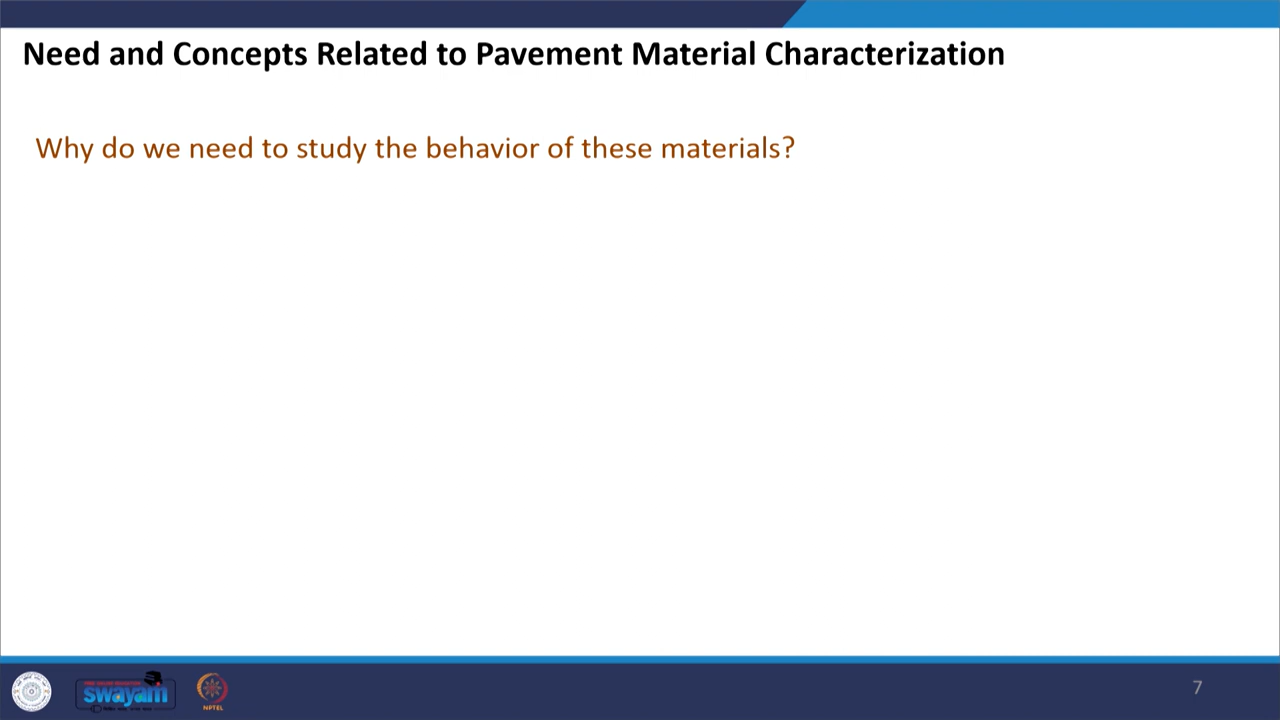 Need and Concepts Related to Pavement Material Characterization
Why do we need to study the behavior of these materials?
swayam
NPTEL
7